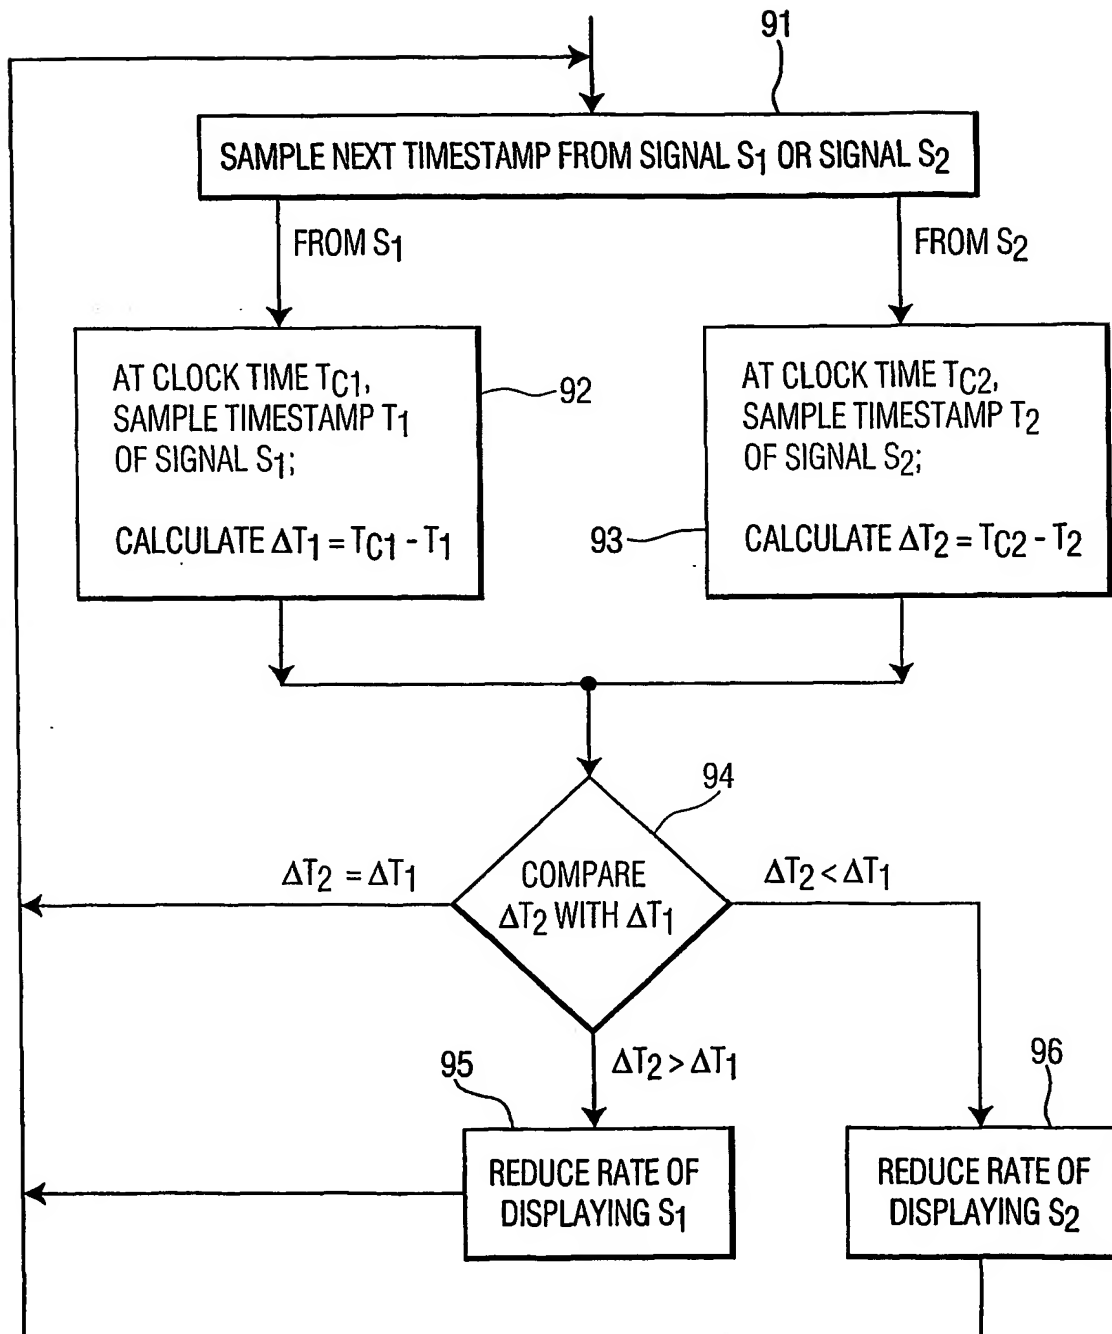 91
SAMPLE NEXT TIMESTAMP FROM SIGNAL S1 OR SIGNAL S2
FROM S1
FROM S2
AT CLOCK TIME TC1,
SAMPLE TIMESTAMP T1
OF SIGNAL S1;
CALCULATE ΔT1 = TC1 - T1
92
AT CLOCK TIME TC2,
SAMPLE TIMESTAMP T2
OF SIGNAL S2;
CALCULATE ΔT2 = TC2 - T2
93
94
COMPARE
ΔT2 WITH ΔT1
ΔT2 = ΔT1
ΔT2 < ΔT1
ΔT2 > ΔT1
95
REDUCE RATE OF
DISPLAYING S1
96
REDUCE RATE OF
DISPLAYING S2